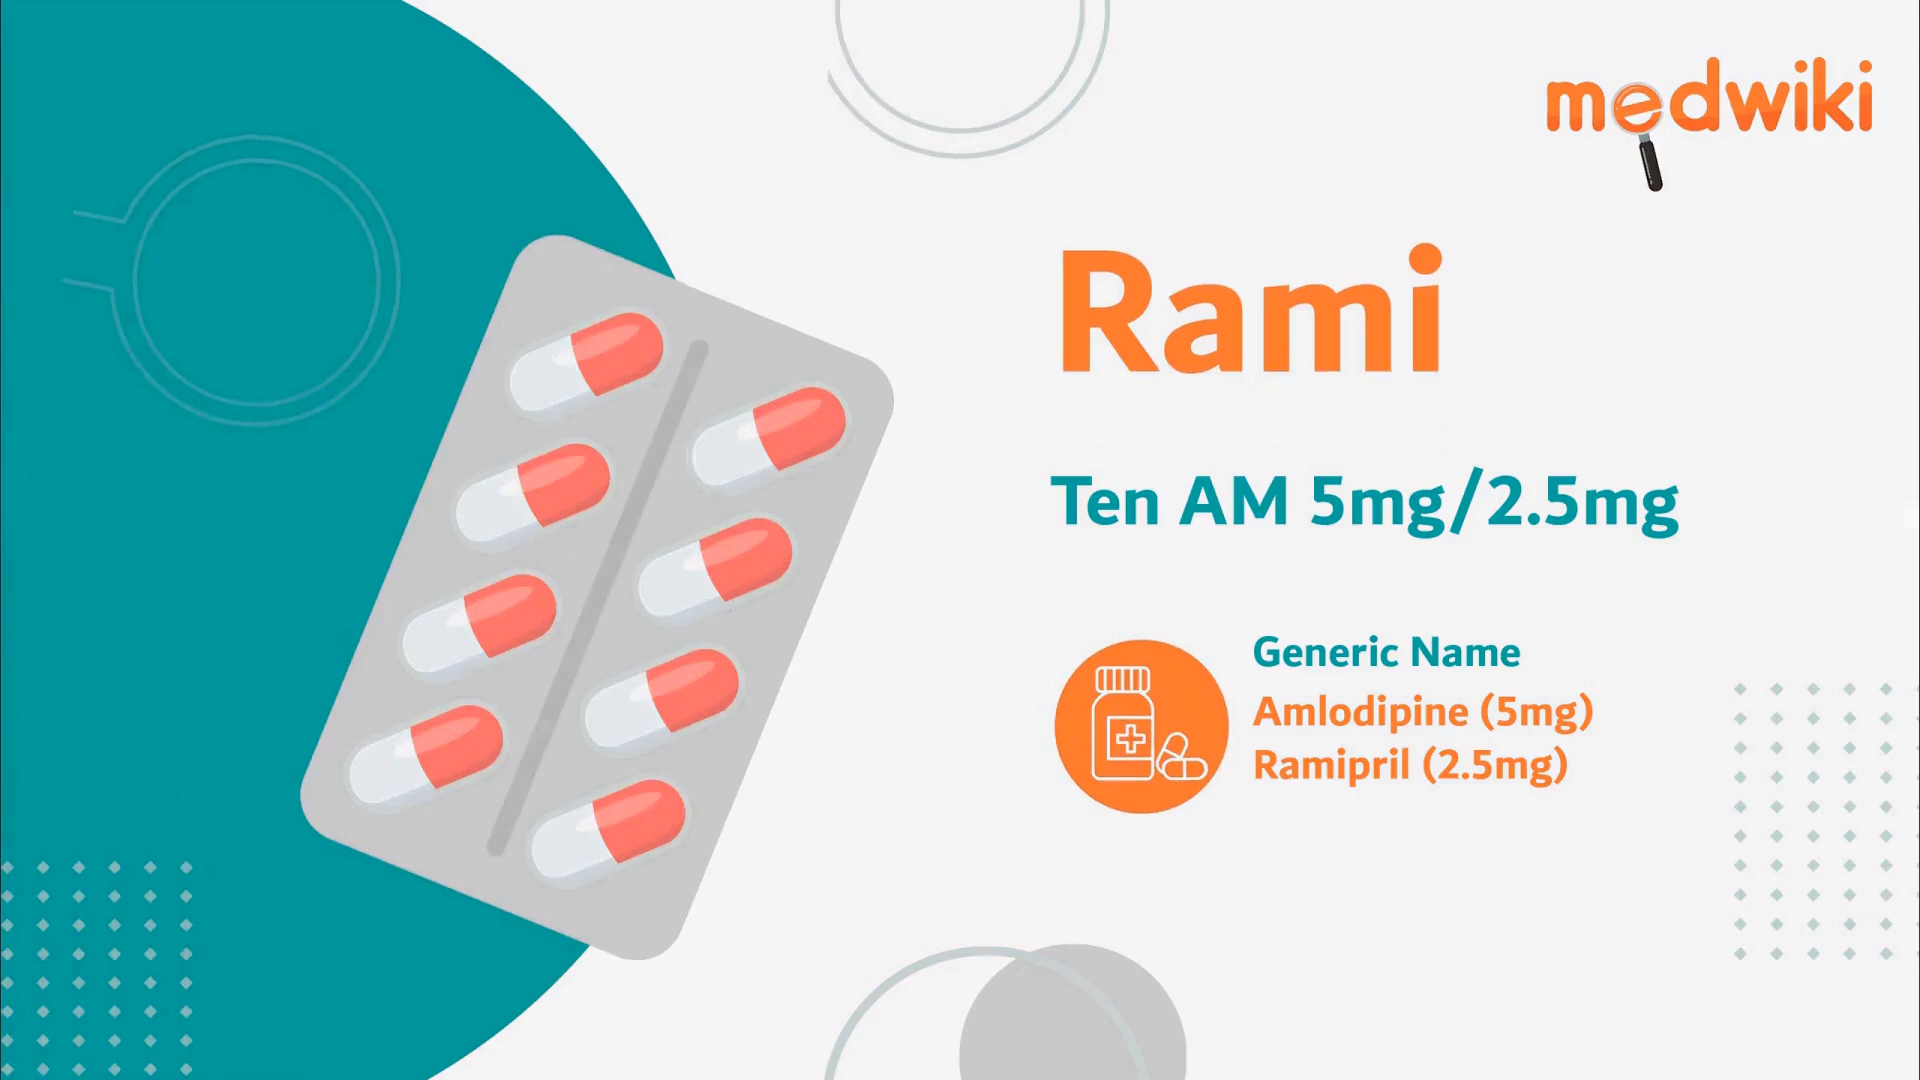 medwiki
Rami
Ten AM 5mg/2.5mg
Generic Name
Amlodipine (5mg)
Ramipril (2.5mg)